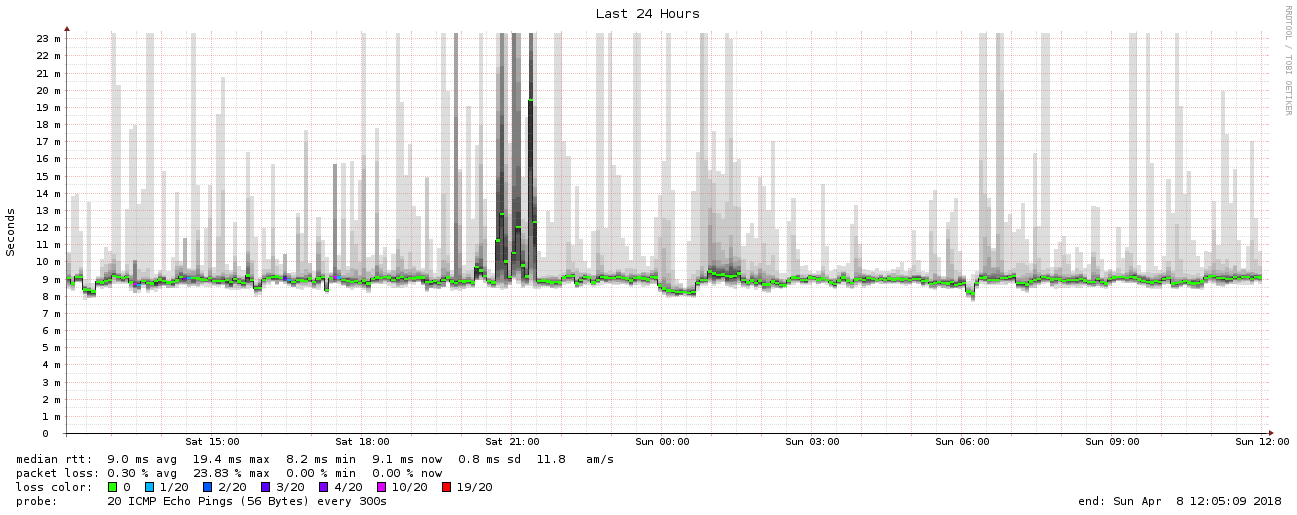 Last 24 Hours
RRDTOOL / TOBI OETIKER
Seconds
23 m
22 m
21 m
20 m
19 m
18 m
17 m
16 m
15 m
14 m
13 m
12 m
11 m
10 m
9 m
8 m
7 m
6 m
5 m
4 m
3 m
2 m
1 m
0
Sat 15:00 Sat 18:00 Sat 21:00 Sun 00:00 Sun 03:00 Sun 06:00 Sun 09:00 Sun 12:00
median rtt: 9.0 ms avg 19.4 ms max 8.2 ms min 9.1 ms now 0.8 ms sd 11.8 am/s
packet loss: 0.30 % avg 23.83 % max 0.00 % min 0.00 % now
loss color: 0 1/20 2/20 3/20 4/20 10/20 19/20
probe: 20 ICMP Echo Pings (56 Bytes) every 300s end: Sun Apr 8 12:05:09 2018